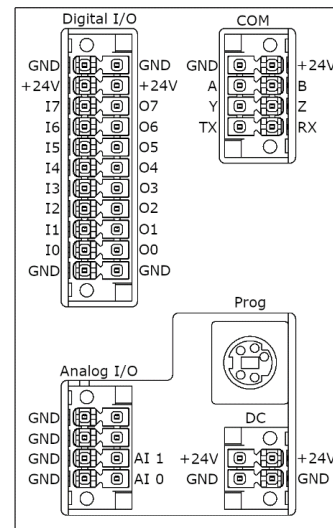 Digital I/O
GND GND
+24V +24V
I7 O7
I6 O6
I5 O5
I4 O4
I3 O3
I2 O2
I1 O1
I0 O0
GND GND
COM
GND +24V
A B
Y Z
TX RX
Prog
Analog I/O
GND
GND
GND AI 1
GND AI 0
DC
+24V +24V
GND GND